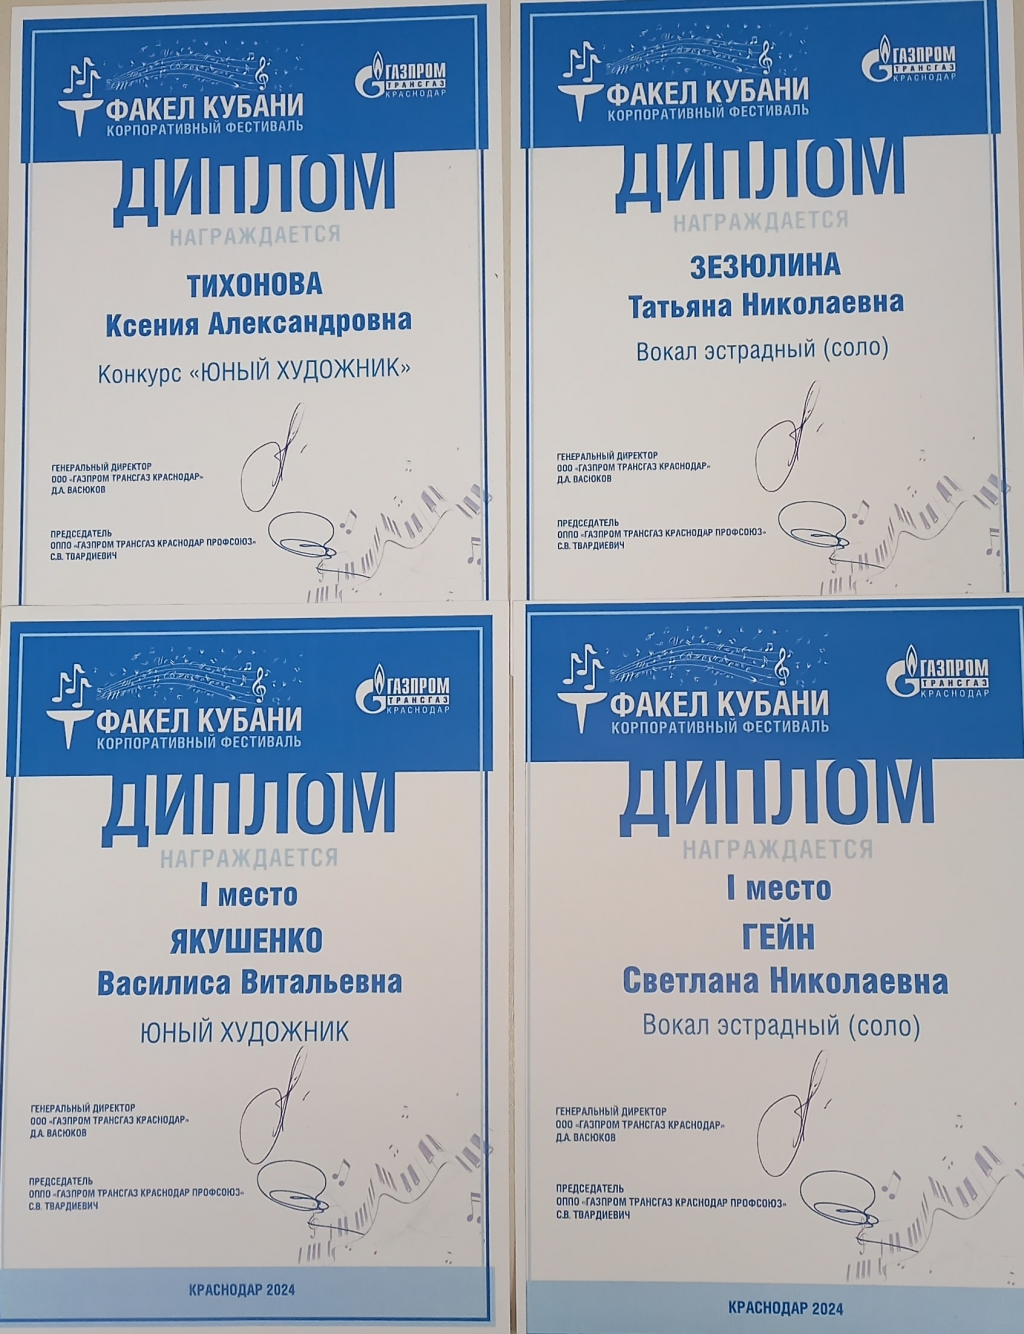 ФАКЕЛ КУБАНИ
КОРПОРАТИВНЫЙ ФЕСТИВАЛЬ
ГАЗПРОМ
ТРАНСГАЗ
КРАСНОДАР
ДИПЛОМ
НАГРАЖДАЕТСЯ
ТИХОНОВА
Ксения Александровна
Конкурс «ЮНЫЙ ХУДОЖНИК»
ГЕНЕРАЛЬНЫЙ ДИРЕКТОР
ООО «ГАЗПРОМ ТРАНСГАЗ КРАСНОДАР»
Д.А. ВАСЮКОВ
ПРЕДСЕДАТЕЛЬ
ОППО «ГАЗПРОМ ТРАНСГАЗ КРАСНОДАР ПРОФСОЮЗ»
С.В. ТВАРДИЕВИЧ
ФАКЕЛ КУБАНИ
КОРПОРАТИВНЫЙ ФЕСТИВАЛЬ
ГАЗПРОМ
ТРАНСГАЗ
КРАСНОДАР
ДИПЛОМ
НАГРАЖДАЕТСЯ
ЗЕЗЮЛИНА
Татьяна Николаевна
Вокал эстрадный (соло)
ГЕНЕРАЛЬНЫЙ ДИРЕКТОР
ООО «ГАЗПРОМ ТРАНСГАЗ КРАСНОДАР»
Д.А. ВАСЮКОВ
ПРЕДСЕДАТЕЛЬ
ОППО «ГАЗПРОМ ТРАНСГАЗ КРАСНОДАР ПРОФСОЮЗ»
С.В. ТВАРДИЕВИЧ
ФАКЕЛ КУБАНИ
КОРПОРАТИВНЫЙ ФЕСТИВАЛЬ
ГАЗПРОМ
ТРАНСГАЗ
КРАСНОДАР
ДИПЛОМ
НАГРАЖДАЕТСЯ
I место
ЯКУШЕНКО
Василиса Витальевна
ЮНЫЙ ХУДОЖНИК
ГЕНЕРАЛЬНЫЙ ДИРЕКТОР
ООО «ГАЗПРОМ ТРАНСГАЗ КРАСНОДАР»
Д.А. ВАСЮКОВ
ПРЕДСЕДАТЕЛЬ
ОППО «ГАЗПРОМ ТРАНСГАЗ КРАСНОДАР ПРОФСОЮЗ»
С.В. ТВАРДИЕВИЧ
КРАСНОДАР 2024
ФАКЕЛ КУБАНИ
КОРПОРАТИВНЫЙ ФЕСТИВАЛЬ
ГАЗПРОМ
ТРАНСГАЗ
КРАСНОДАР
ДИПЛОМ
НАГРАЖДАЕТСЯ
I место
ГЕЙН
Светлана Николаевна
Вокал эстрадный (соло)
ГЕНЕРАЛЬНЫЙ ДИРЕКТОР
ООО «ГАЗПРОМ ТРАНСГАЗ КРАСНОДАР»
Д.А. ВАСЮКОВ
ПРЕДСЕДАТЕЛЬ
ОППО «ГАЗПРОМ ТРАНСГАЗ КРАСНОДАР ПРОФСОЮЗ»
С.В. ТВАРДИЕВИЧ
КРАСНОДАР 2024